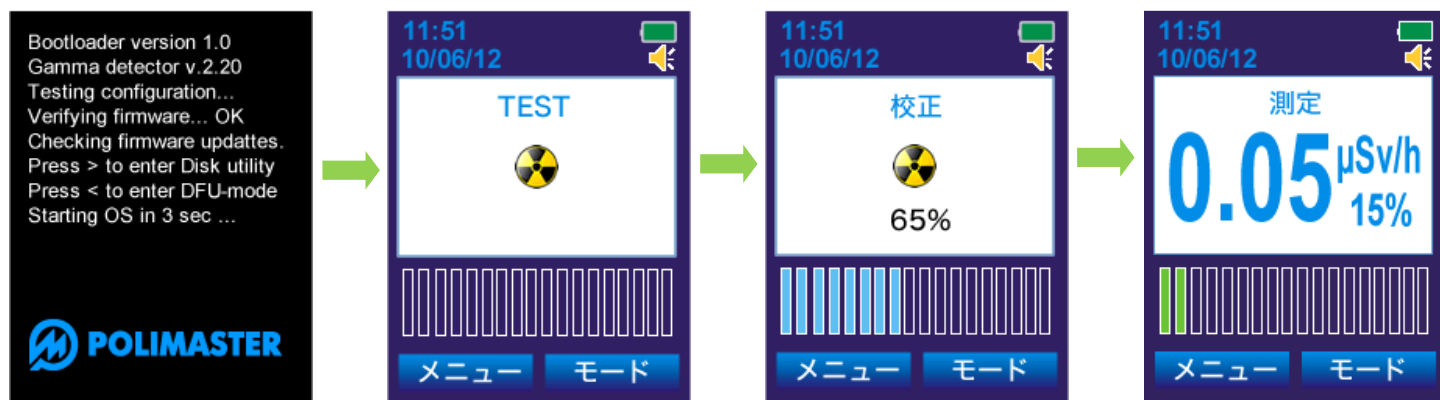 Bootloader version 1.0
Gamma detector v.2.20
Testing configuration...
Verifying firmware... OK
Checking firmware updattes.
Press > to enter Disk utility
Press < to enter DFU-mode
Starting OS in 3 sec ...
POLIMASTER
11:51
10/06/12
TEST
メニュー モード
11:51
10/06/12
校正
65%
メニュー モード
11:51
10/06/12
測定
0.05 µSv/h
15%
メニュー モード